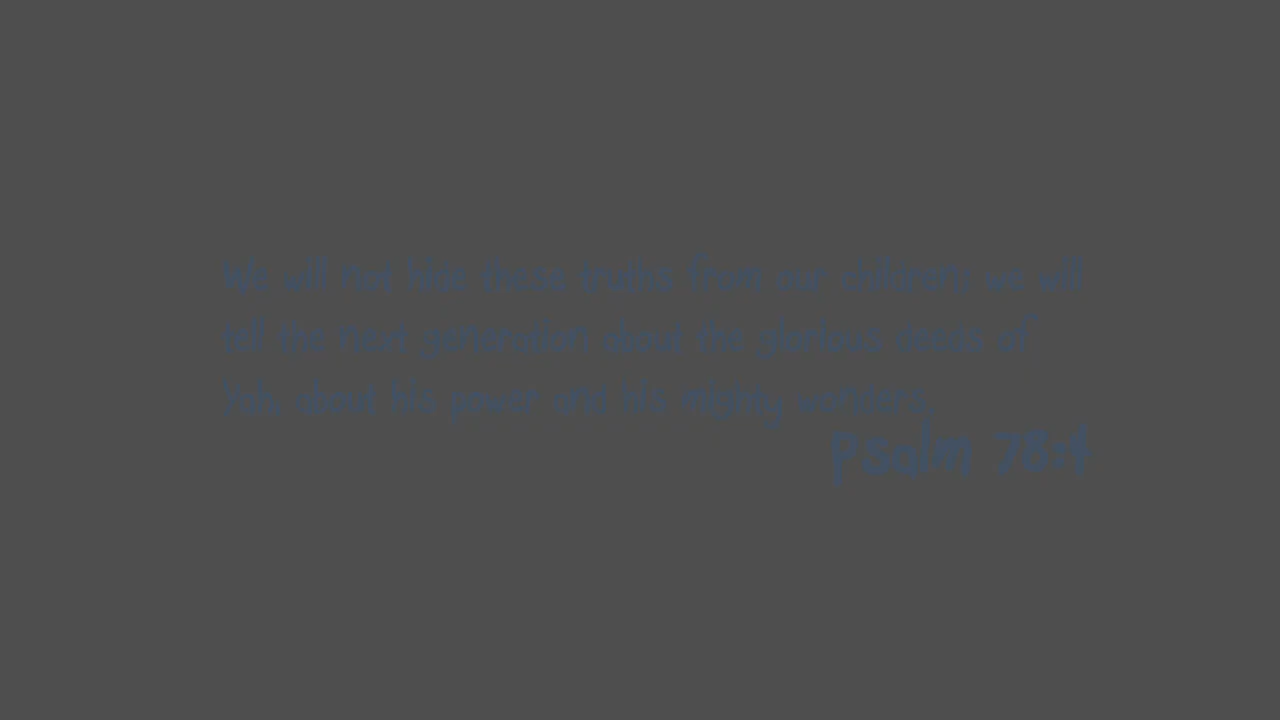 We will not hide these truths from our children; we will
tell the next generation about the glorious deeds of
Yah, about his power and his mighty wonders.
Psalm 78:4